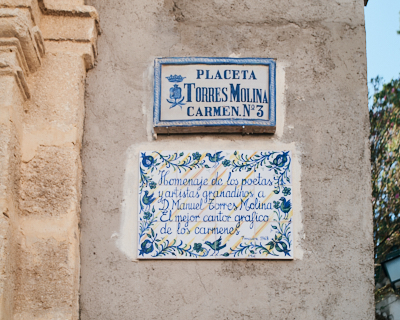 PLACETA
TORRES MOLINA
CARMEN. Nº 3
Homenaje de los poetas
y artistas granadinos a
D. Manuel Torres Molina
El mejor cantor gráfico
de los carmenes